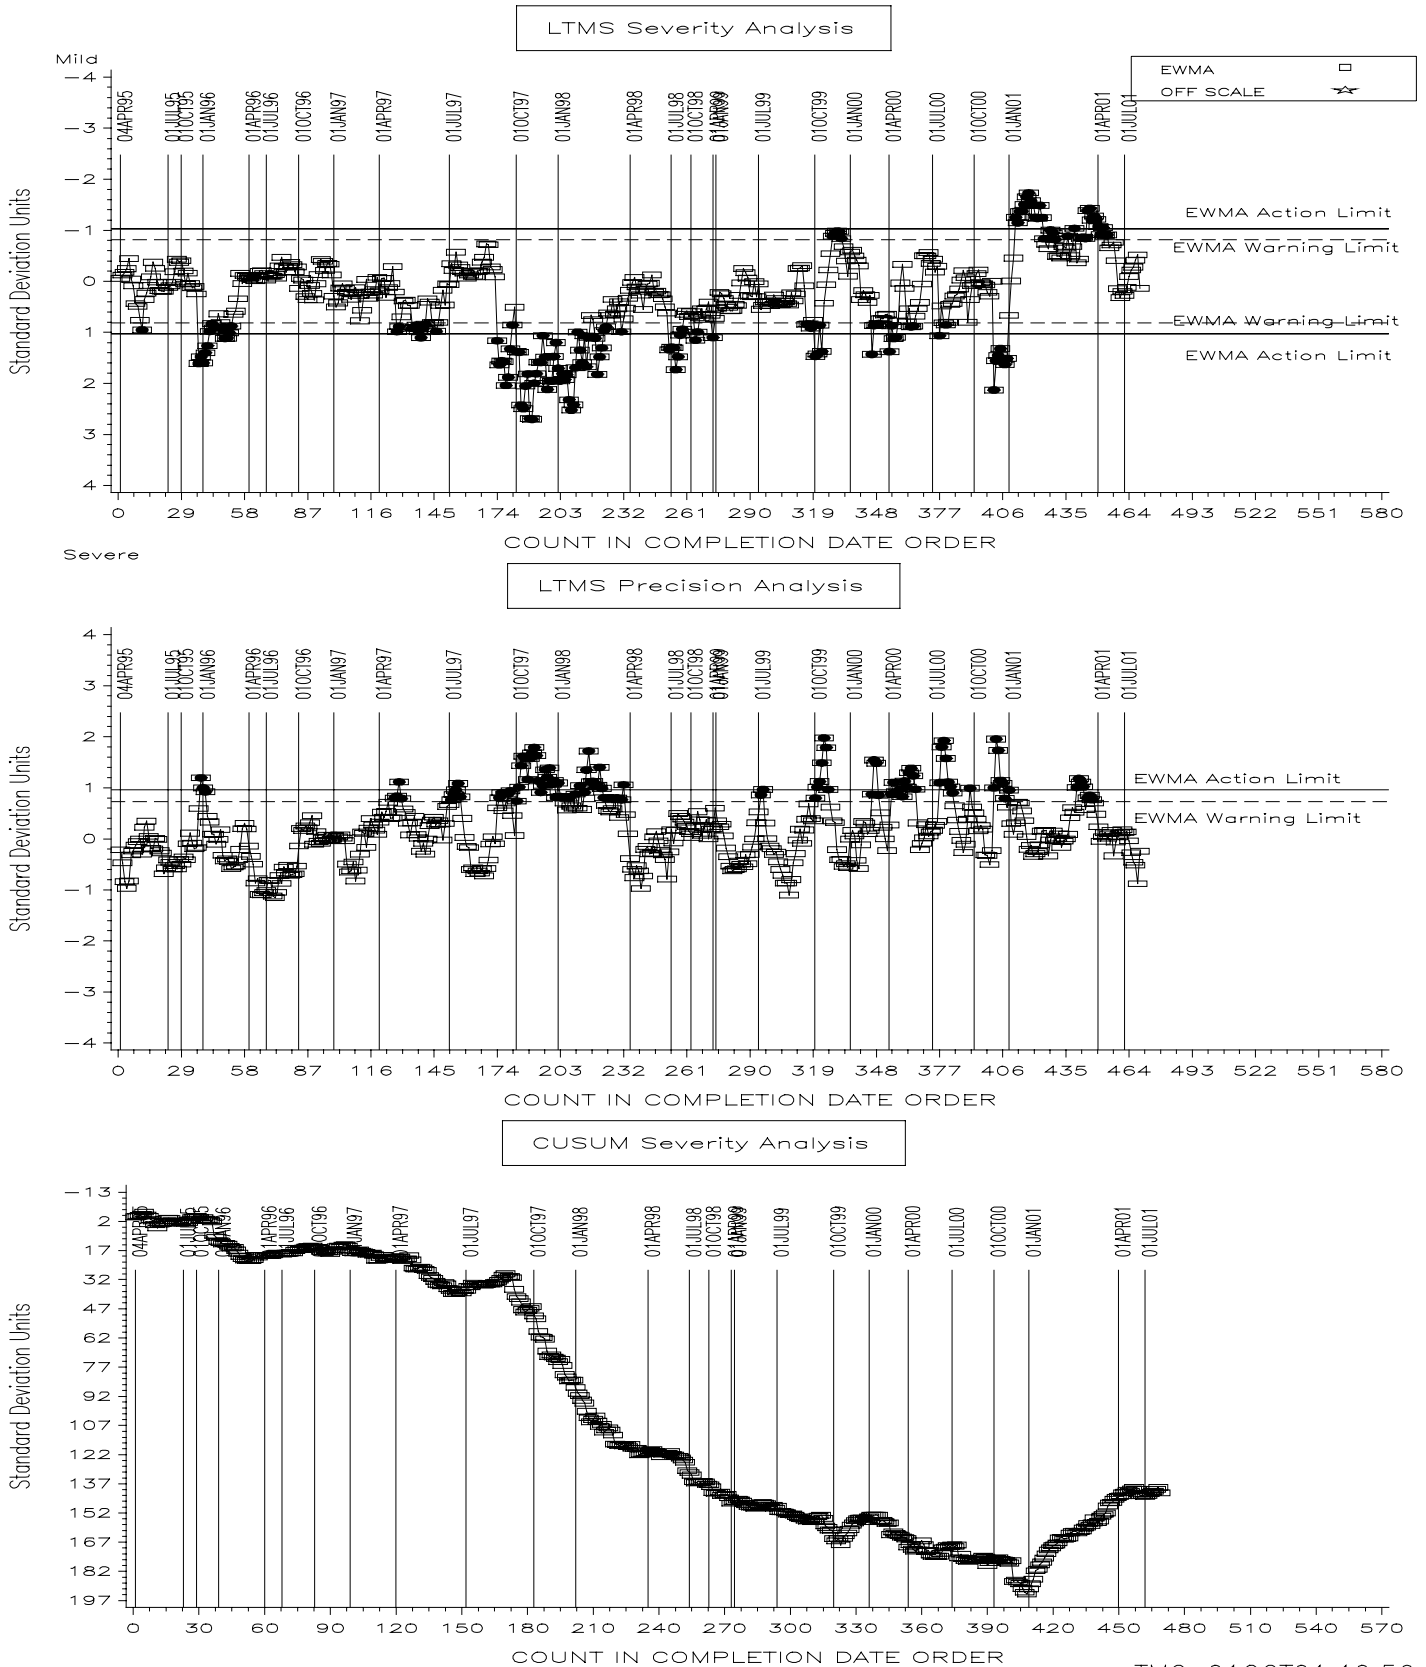 LTMS Severity Analysis
Mild
EWMA
OFF SCALE
-4
-3
-2
-1
0
1
2
3
4
Standard Deviation Units
04APR95
01JUL95
01OCT95
01JAN96
01APR96
01JUL96
01OCT96
01JAN97
01APR97
01JUL97
01OCT97
01JAN98
01APR98
01JUL98
01OCT98
01JAN99
01APR99
01JUL99
01OCT99
01JAN00
01APR00
01JUL00
01OCT00
01JAN01
01APR01
01JUL01
EWMA Action Limit
EWMA Warning Limit
EWMA Warning Limit
EWMA Action Limit
0 29 58 87 116 145 174 203 232 261 290 319 348 377 406 435 464 493 522 551 580
COUNT IN COMPLETION DATE ORDER
Severe
LTMS Precision Analysis
4
3
2
1
0
-1
-2
-3
-4
Standard Deviation Units
04APR95
01JUL95
01OCT95
01JAN96
01APR96
01JUL96
01OCT96
01JAN97
01APR97
01JUL97
01OCT97
01JAN98
01APR98
01JUL98
01OCT98
01JAN99
01APR99
01JUL99
01OCT99
01JAN00
01APR00
01JUL00
01OCT00
01JAN01
01APR01
01JUL01
EWMA Action Limit
EWMA Warning Limit
0 29 58 87 116 145 174 203 232 261 290 319 348 377 406 435 464 493 522 551 580
COUNT IN COMPLETION DATE ORDER
CUSUM Severity Analysis
-13
2
17
32
47
62
77
92
107
122
137
152
167
182
197
Standard Deviation Units
01APR96
01JUL96
01OCT96
01JAN97
01APR97
01JUL97
01OCT97
01JAN98
01APR98
01JUL98
01OCT98
01JAN99
01APR99
01JUL99
01OCT99
01JAN00
01APR00
01JUL00
01OCT00
01JAN01
01APR01
01JUL01
0 30 60 90 120 150 180 210 240 270 300 330 360 390 420 450 480 510 540 570
COUNT IN COMPLETION DATE ORDER